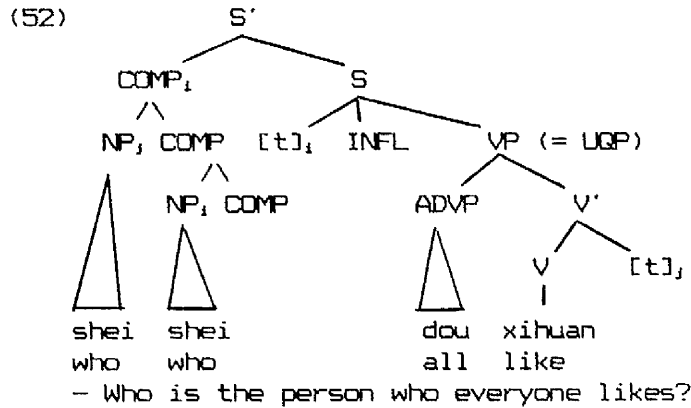 (52) S'
COMPᵢ S
NPⱼ COMP [t]ᵢ INFL VP (= UQP)
NPᵢ COMP ADVP V'
V [t]ⱼ
shei shei dou xihuan
who who all like
- Who is the person who everyone likes?